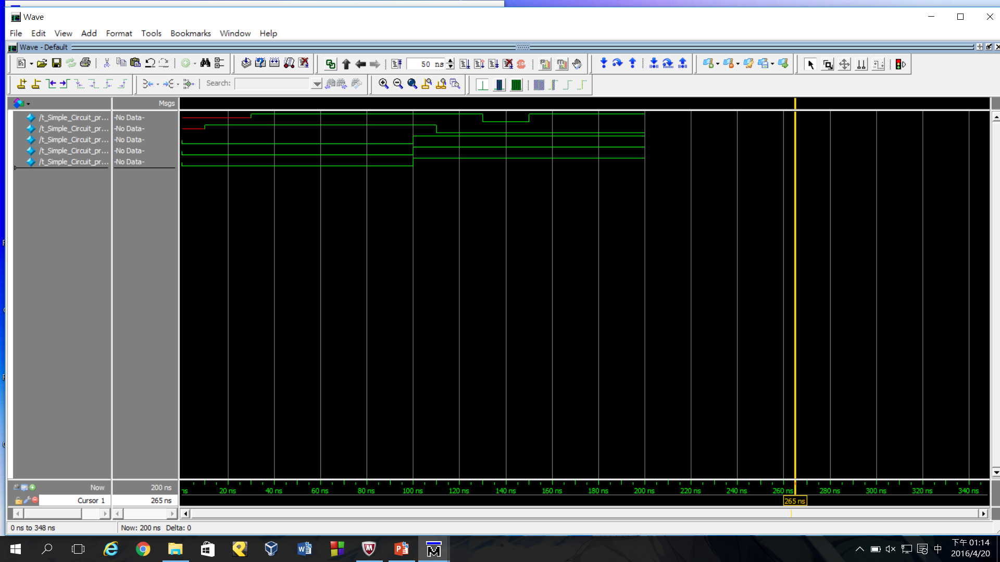 Wave
File Edit View Add Format Tools Bookmarks Window Help
Wave - Default
50 ns
Search:
Msgs
/t_Simple_Circuit_pr... -No Data-
/t_Simple_Circuit_pr... -No Data-
/t_Simple_Circuit_pr... -No Data-
/t_Simple_Circuit_pr... -No Data-
/t_Simple_Circuit_pr... -No Data-
Now 200 ns
ns 20 ns 40 ns 60 ns 80 ns 100 ns 120 ns 140 ns 160 ns 180 ns 200 ns 220 ns 240 ns 260 ns 280 ns 300 ns 320 ns 340 ns
Cursor 1 265 ns
265 ns
0 ns to 348 ns Now: 200 ns Delta: 0
中
下午 01:14
2016/4/20